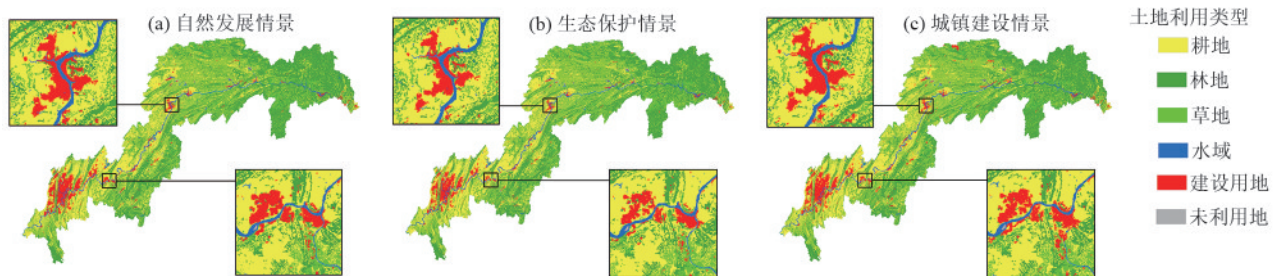 (a) 自然发展情景
(b) 生态保护情景
(c) 城镇建设情景
土地利用类型
耕地
林地
草地
水域
建设用地
未利用地